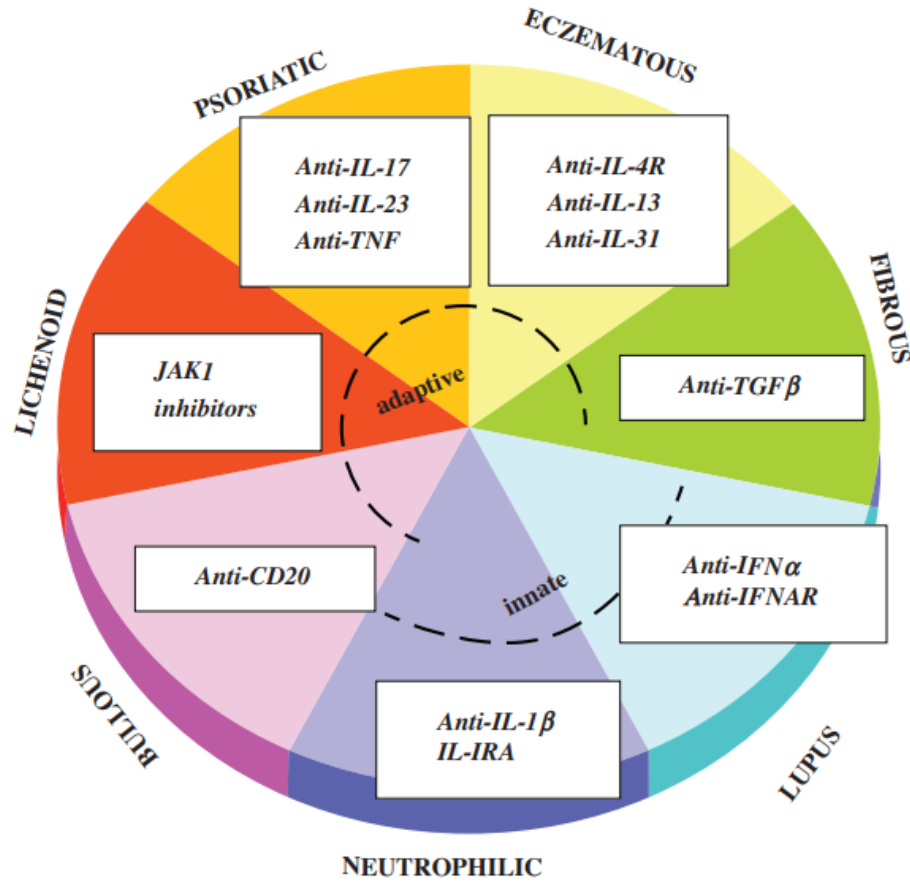 ECZEMATOUS
PSORIATIC
Anti-IL-17
Anti-IL-23
Anti-TNF
Anti-IL-4R
Anti-IL-13
Anti-IL-31
FIBROUS
LICHENOID
JAK1
inhibitors
adaptive
Anti-TGFβ
Anti-CD20
innate
Anti-IFNα
Anti-IFNAR
BULLOUS
Anti-IL-1β
IL-IRA
LUPUS
NEUTROPHILIC